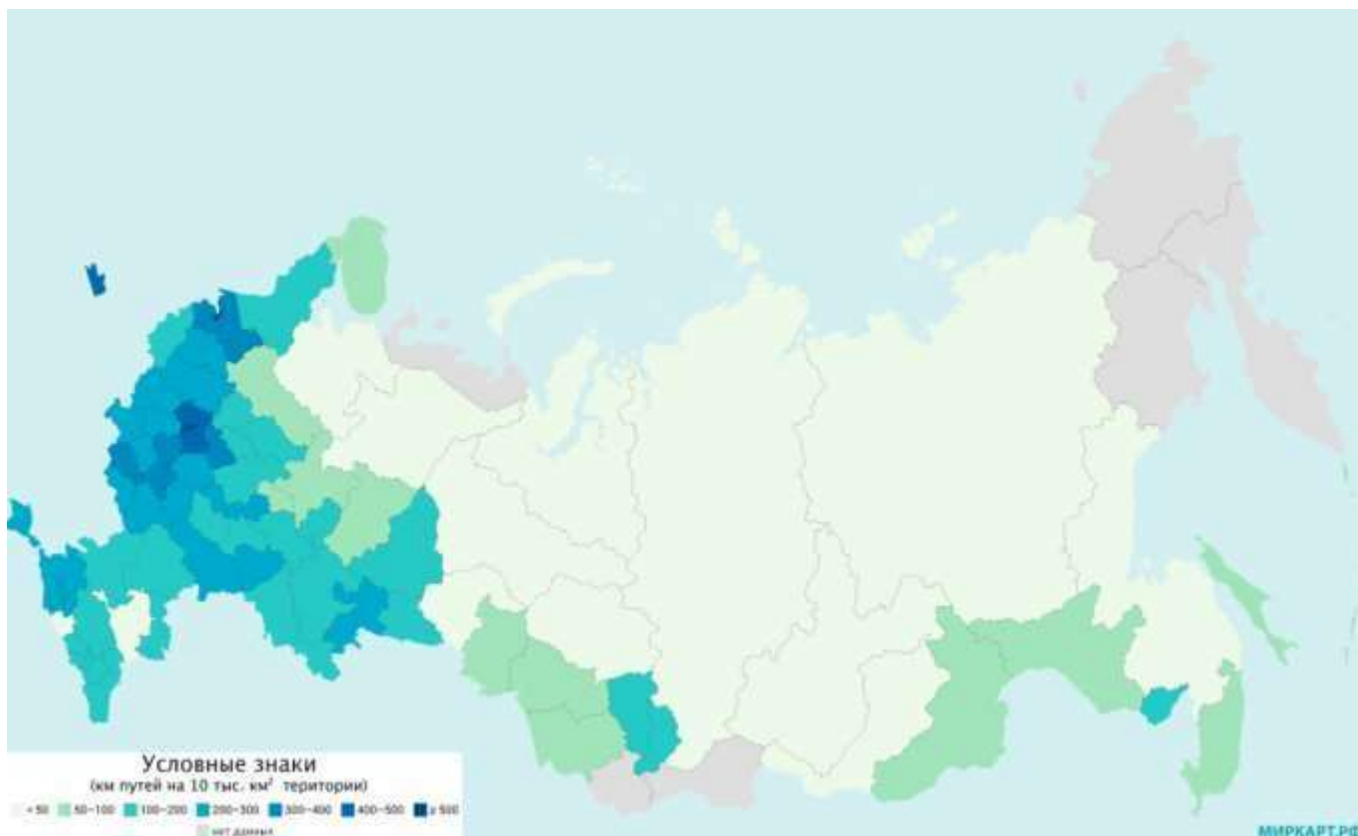 Условные знаки
(км путей на 10 тыс. км² територии)
< 50 50-100 100-200 200-300 300-400 400-500 ≥ 500
нет данных
МИРКАРТ.РФ